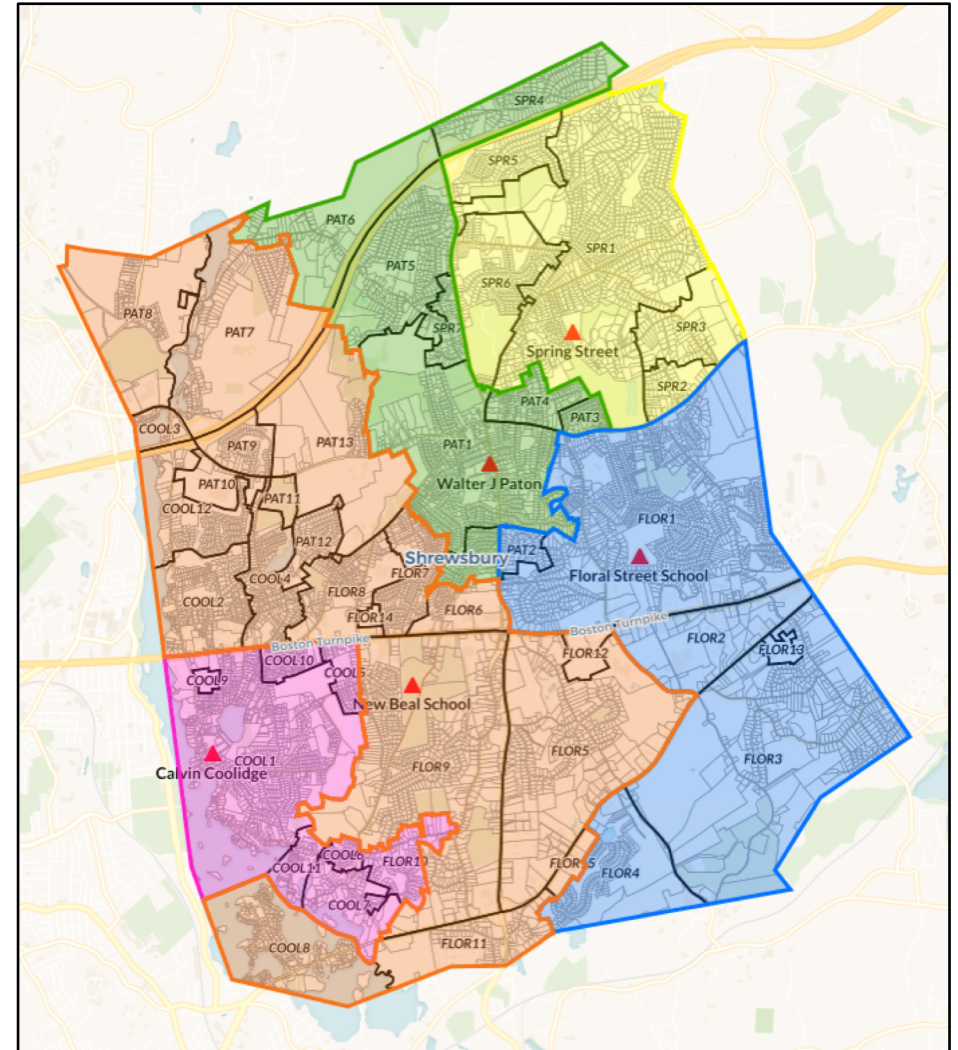 SPR4
SPR5
PAT6
SPR1
PAT5
SPR6
PAT8
PAT7
SPR7
SPR3
Spring Street
SPR2
PAT4
PAT3
COOL3
PAT9
PAT13
PAT1
Walter J Paton
PAT10
PAT11
COOL12
FLOR1
PAT12
PAT2
Shrewsbury
FLOR7
Floral Street School
COOL4
COOL2
FLOR8
FLOR14
FLOR6
Boston Turnpike
Boston Turnpike
FLOR2
FLOR12
FLOR13
COOL10
COOL5
COOL9
New Beal School
FLOR5
COOL1
FLOR9
FLOR3
Calvin Coolidge
COOL6
FLOR10
COOL11
FLOR4
COOL7
FLOR11
COOL8